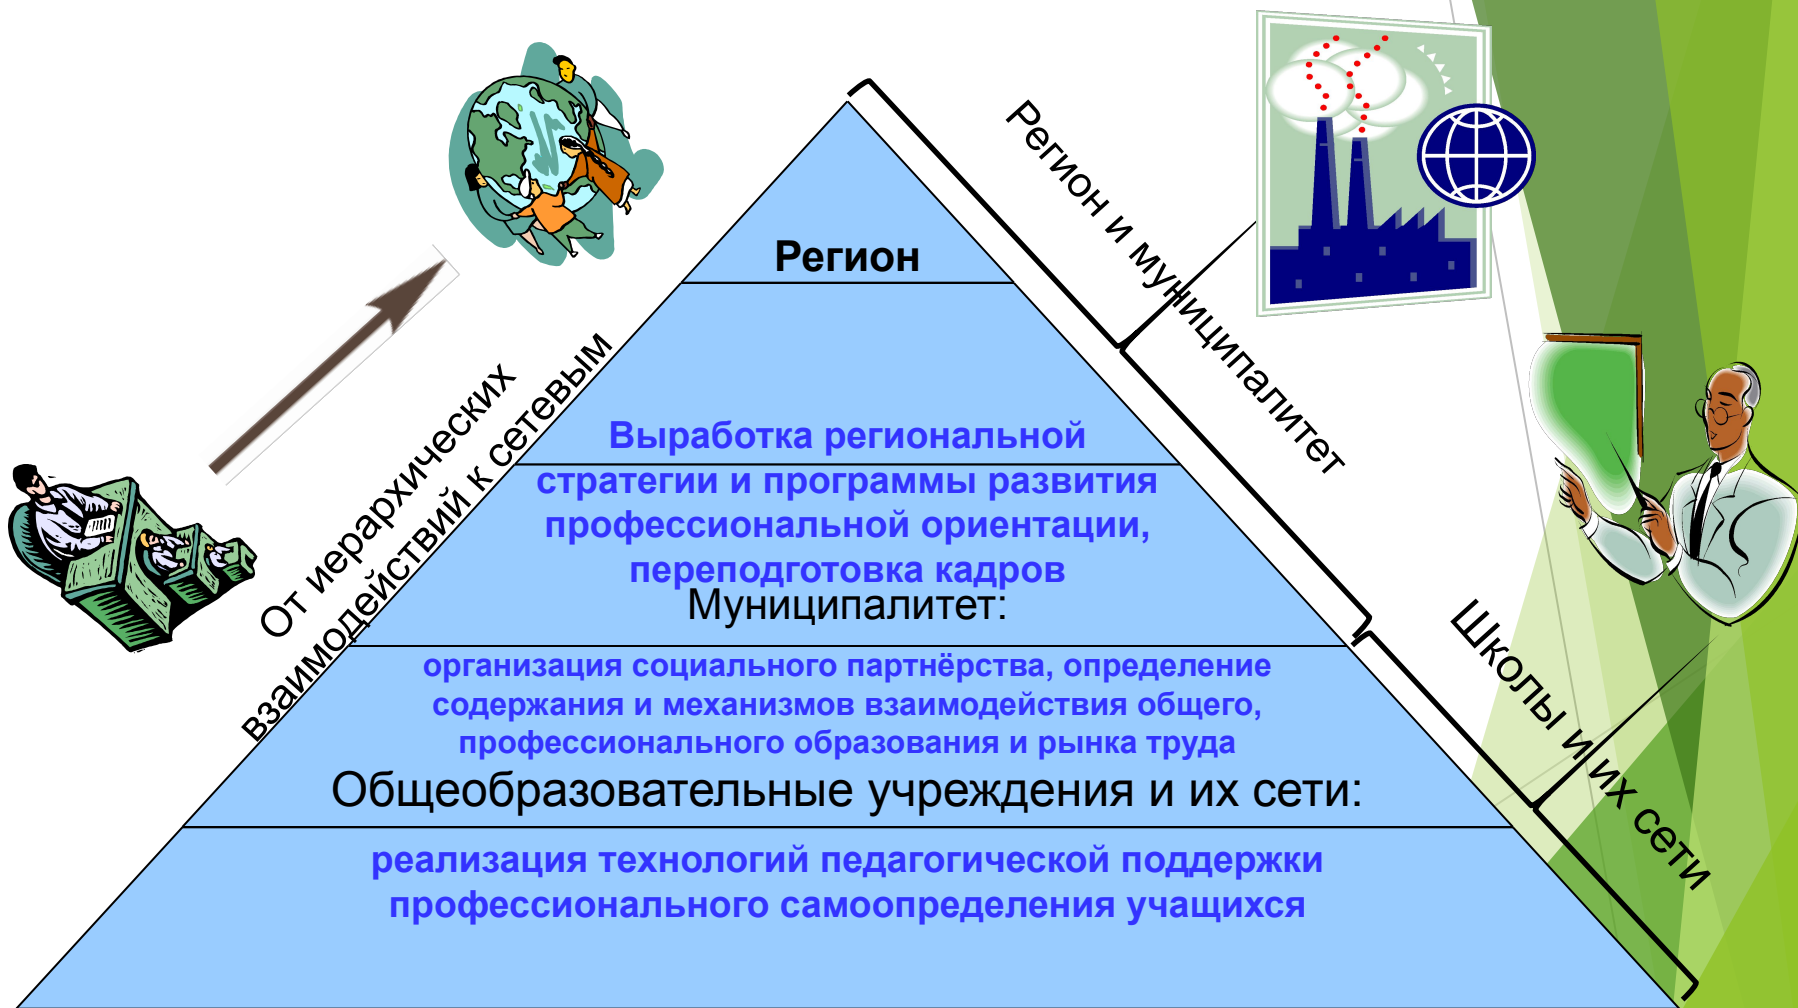 Регион
Выработка региональной
стратегии и программы развития
профессиональной ориентации,
переподготовка кадров
Муниципалитет:
организация социального партнёрства, определение
содержания и механизмов взаимодействия общего,
профессионального образования и рынка труда
Общеобразовательные учреждения и их сети:
реализация технологий педагогической поддержки
профессионального самоопределения учащихся
От иерархических
взаимодействий к сетевым
Регион и муниципалитет
Школы и их сети